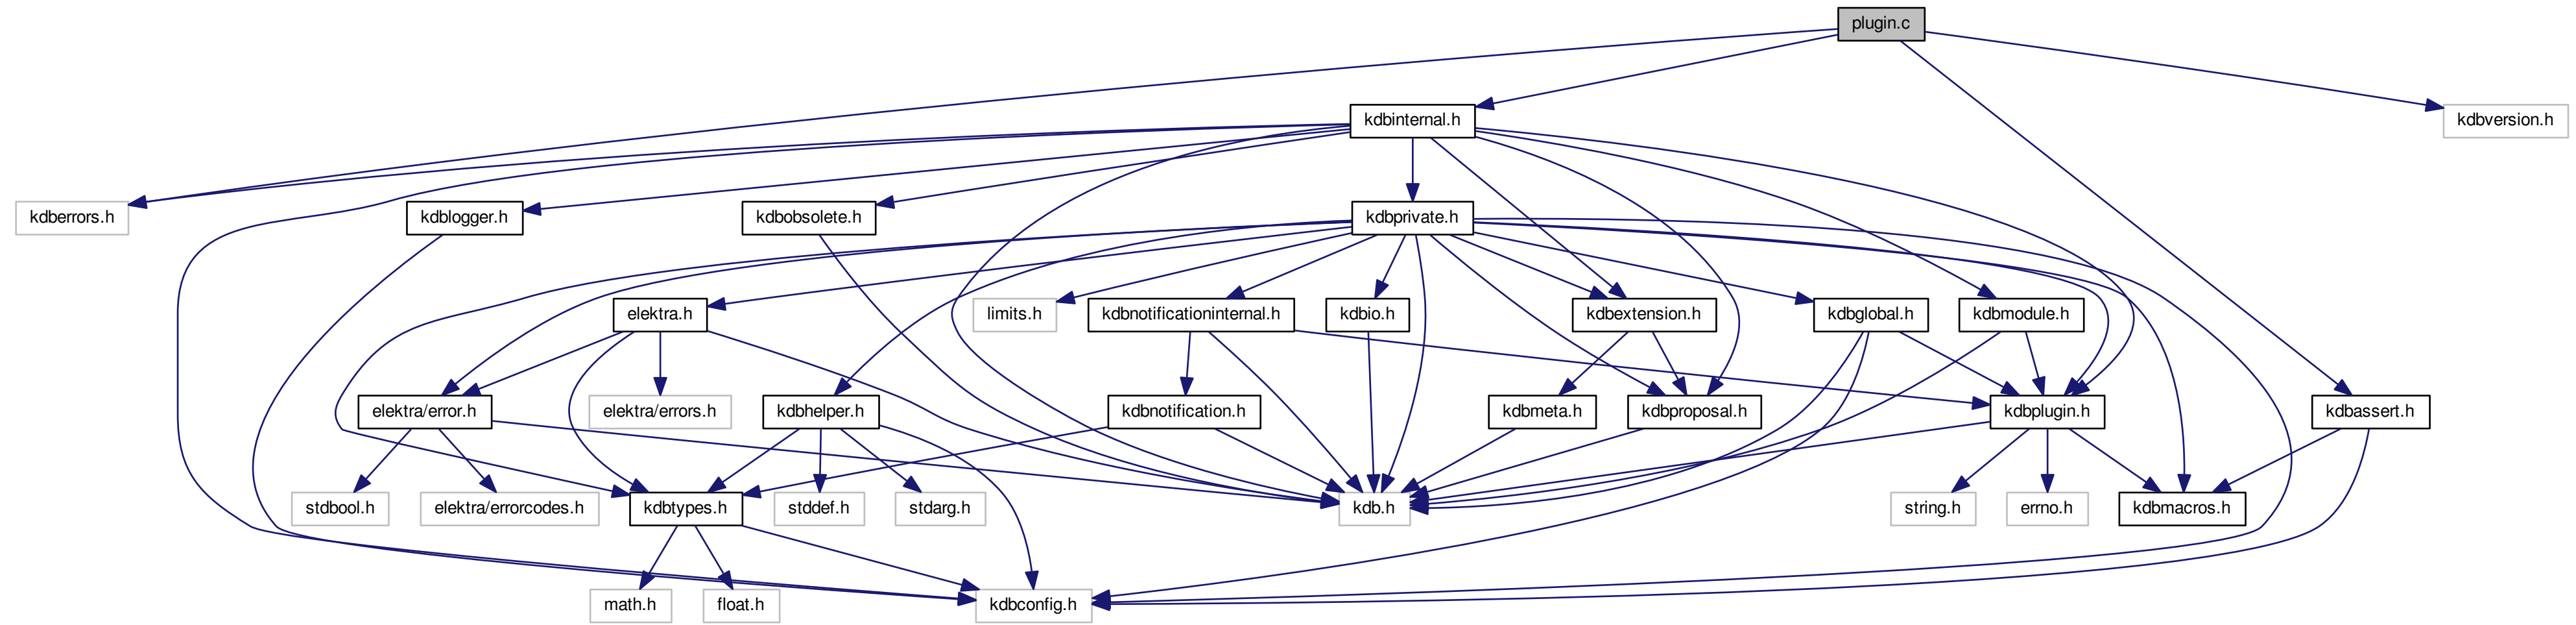 plugin.c
kdbinternal.h
kdbversion.h
kdberrors.h
kdblogger.h
kdbobsolete.h
kdbprivate.h
elektra.h
limits.h
kdbnotificationinternal.h
kdbio.h
kdbextension.h
kdbglobal.h
kdbmodule.h
elektra/error.h
elektra/errors.h
kdbhelper.h
kdbnotification.h
kdbmeta.h
kdbproposal.h
kdbplugin.h
kdbassert.h
stdbool.h
elektra/errorcodes.h
kdbtypes.h
stddef.h
stdarg.h
kdb.h
string.h
errno.h
kdbmacros.h
math.h
float.h
kdbconfig.h